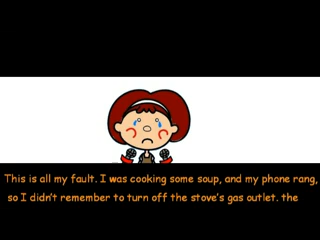 This is all my fault. I was cooking some soup, and my phone rang,
so I didn't remember to turn off the stove's gas outlet. the